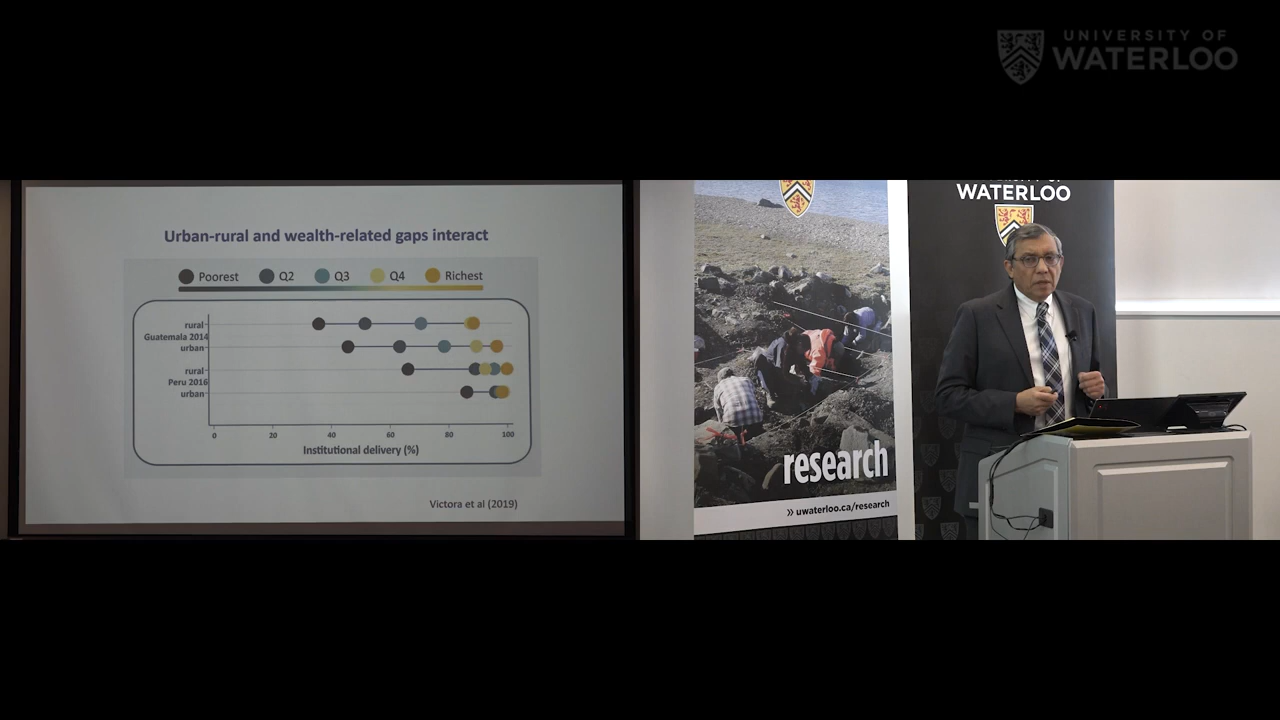 UNIVERSITY OF
WATERLOO
Urban-rural and wealth-related gaps interact
Poorest Q2 Q3 Q4 Richest
rural
Guatemala 2014
urban
rural
Peru 2016
urban
0 20 40 60 80 100
Institutional delivery (%)
Victora et al (2019)
research
» uwaterloo.ca/research
WATERLOO